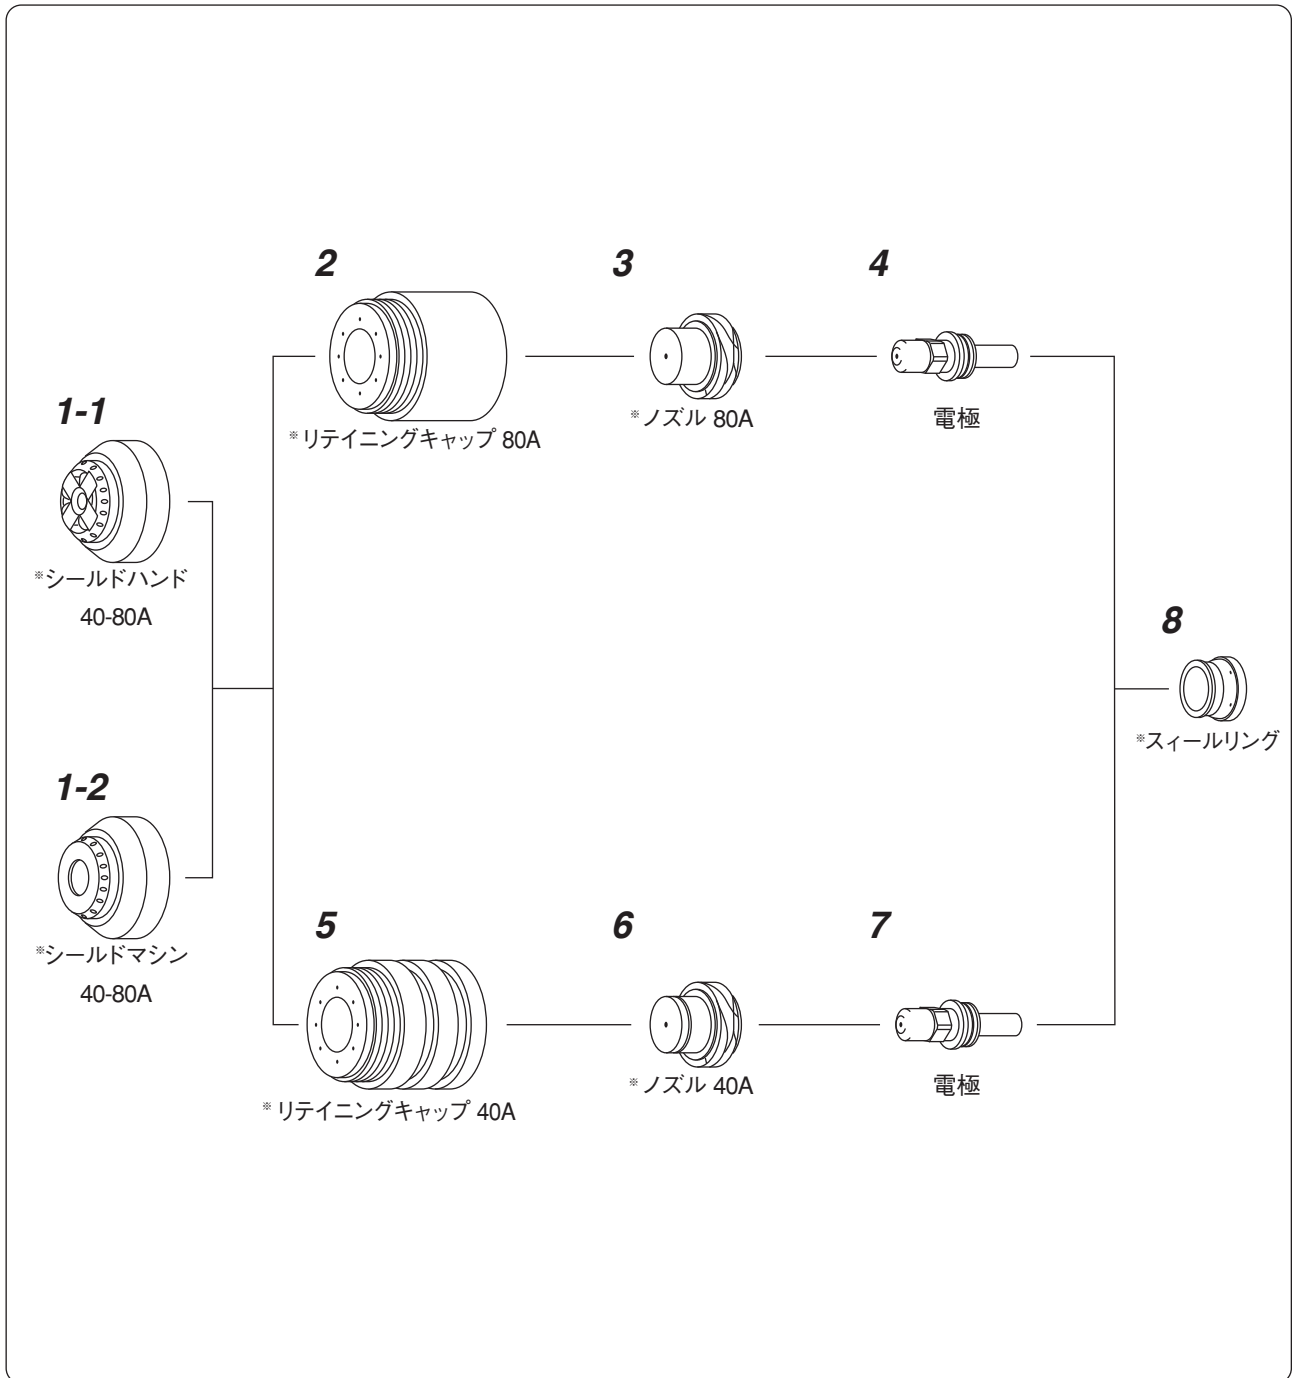 2
※リテイニングキャップ 80A
3
※ノズル 80A
4
電極
1-1
※シールドハンド
40-80A
1-2
※シールドマシン
40-80A
5
※リテイニングキャップ 40A
6
※ノズル 40A
7
電極
8
※スィールリング